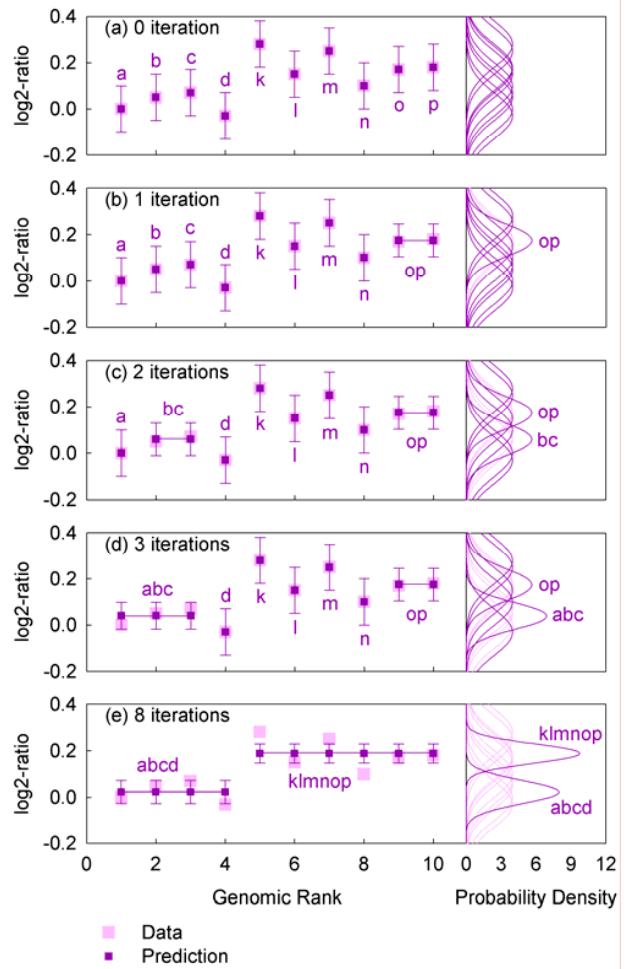 (a) 0 iteration
log2-ratio
0.4
0.2
0.0
-0.2
a
b
c
d
k
l
m
n
o
p
(b) 1 iteration
log2-ratio
0.4
0.2
0.0
-0.2
a
b
c
d
k
l
m
n
op
op
(c) 2 iterations
log2-ratio
0.4
0.2
0.0
-0.2
a
bc
d
k
l
m
n
op
op
bc
(d) 3 iterations
log2-ratio
0.4
0.2
0.0
-0.2
abc
d
k
l
m
n
op
op
abc
(e) 8 iterations
log2-ratio
0.4
0.2
0.0
-0.2
abcd
klmnop
klmnop
abcd
0 2 4 6 8 10 0 3 6 9 12
Genomic Rank Probability Density
Data
Prediction